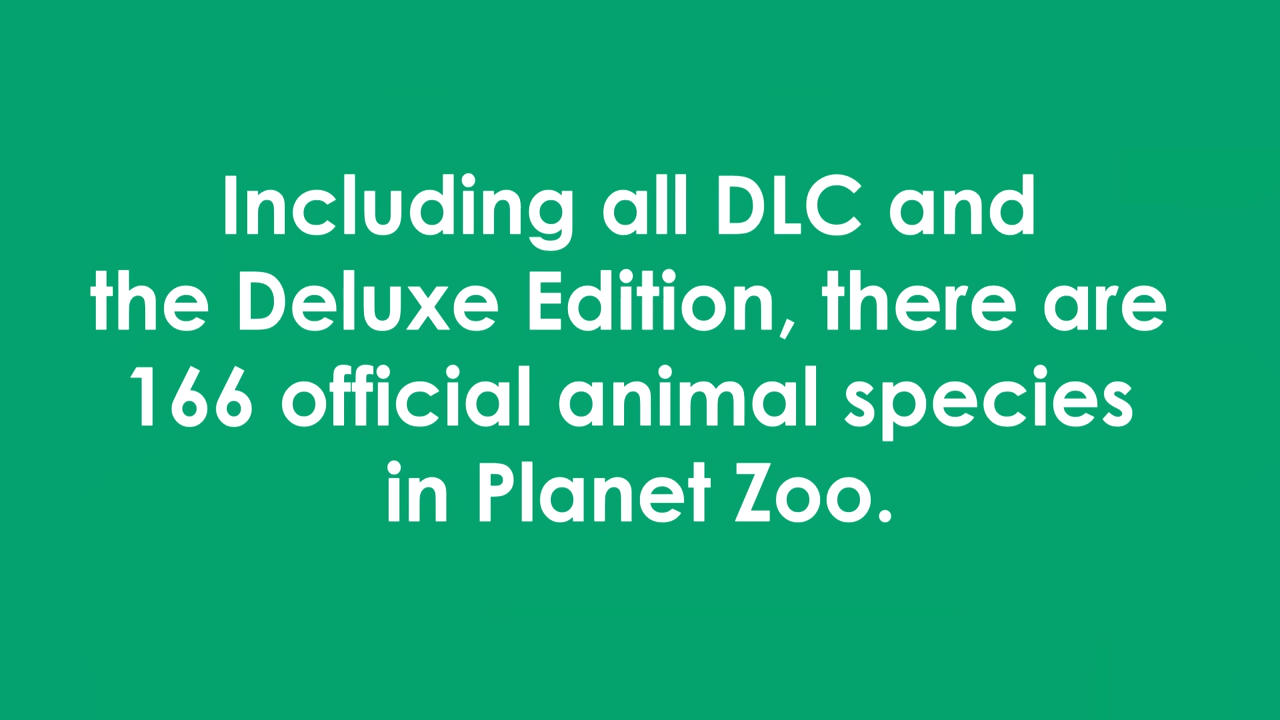 Including all DLC and
the Deluxe Edition, there are
166 official animal species
in Planet Zoo.